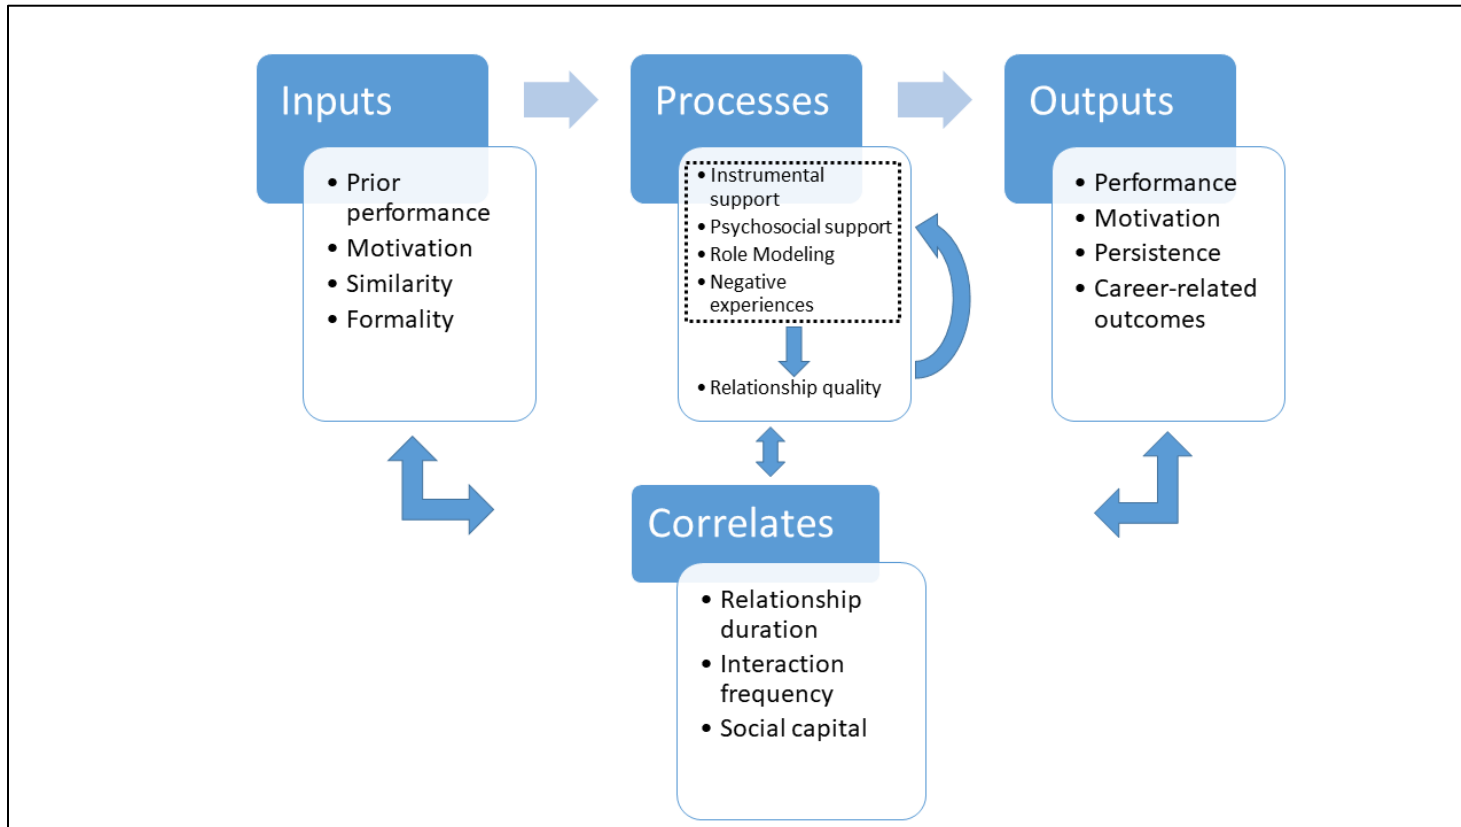 Inputs
• Prior
performance
• Motivation
• Similarity
• Formality
Processes
• Instrumental
support
• Psychosocial support
• Role Modeling
• Negative
experiences
• Relationship quality
Outputs
• Performance
• Motivation
• Persistence
• Career-related
outcomes
Correlates
• Relationship
duration
• Interaction
frequency
• Social capital